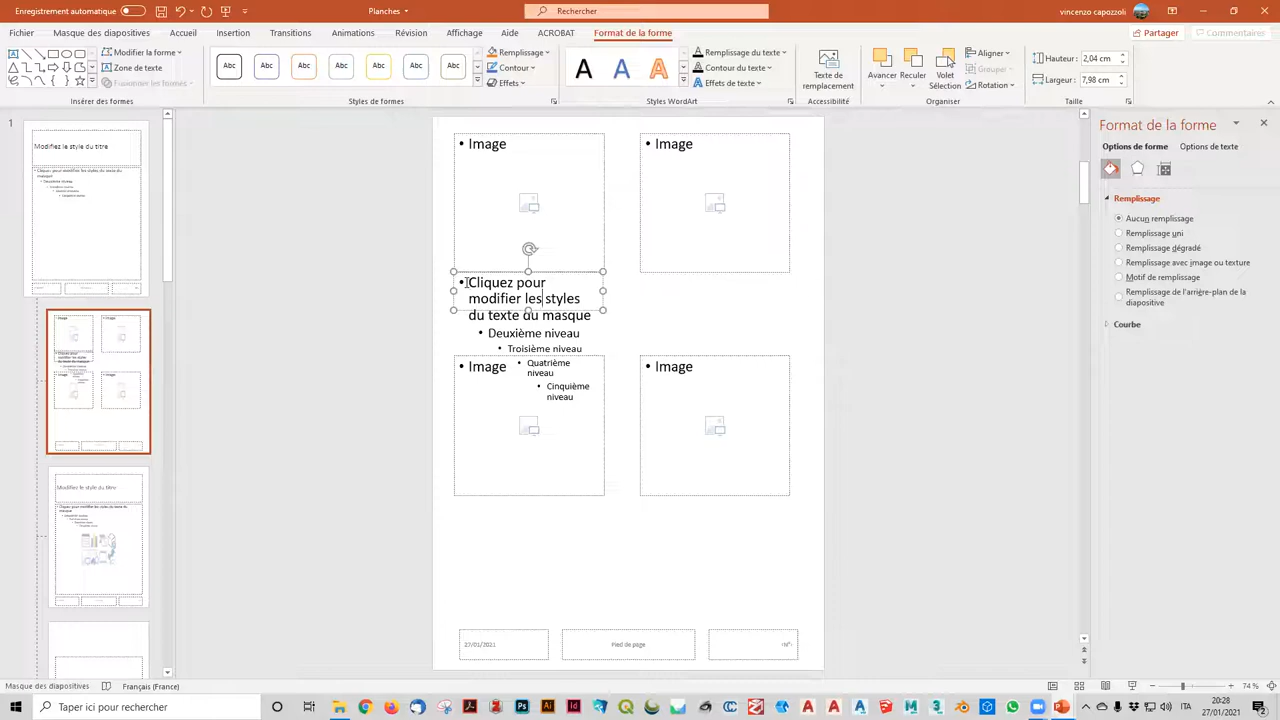 Enregistrement automatique
Planches
Rechercher
vincenzo capozzoli
Fichier
Masque des diapositives
Accueil
Insertion
Transitions
Animations
Révision
Affichage
Aide
ACROBAT
Format de la forme
Partager
Commentaires
Modifier la forme
Zone de texte
Fusionner les formes
Insérer des formes
Abc Abc Abc Abc Abc Abc Abc
Remplissage
Contour
Effets
Styles de formes
A A A
Remplissage du texte
Contour du texte
Effets de texte
Styles WordArt
Texte de
remplacement
Accessibilité
Avancer
Reculer
Volet
Sélection
Aligner
Grouper
Rotation
Organiser
Hauteur : 2,04 cm
Largeur : 7,98 cm
Taille
1
Modifiez le style du titre
Modifiez le style du titre
• Image
• Image
• Cliquez pour
modifier les styles
du texte du masque
• Deuxième niveau
• Troisième niveau
• Quatrième
niveau
• Cinquième
niveau
• Image
• Image
27/01/2021
Pied de page
‹N°›
Format de la forme
Options de forme
Options de texte
Remplissage
Aucun remplissage
Remplissage uni
Remplissage dégradé
Remplissage avec image ou texture
Motif de remplissage
Remplissage de l'arrière-plan de la
diapositive
Courbe
Masque des diapositives
Français (France)
74 %
Taper ici pour rechercher
ITA
20:28
27/01/2021